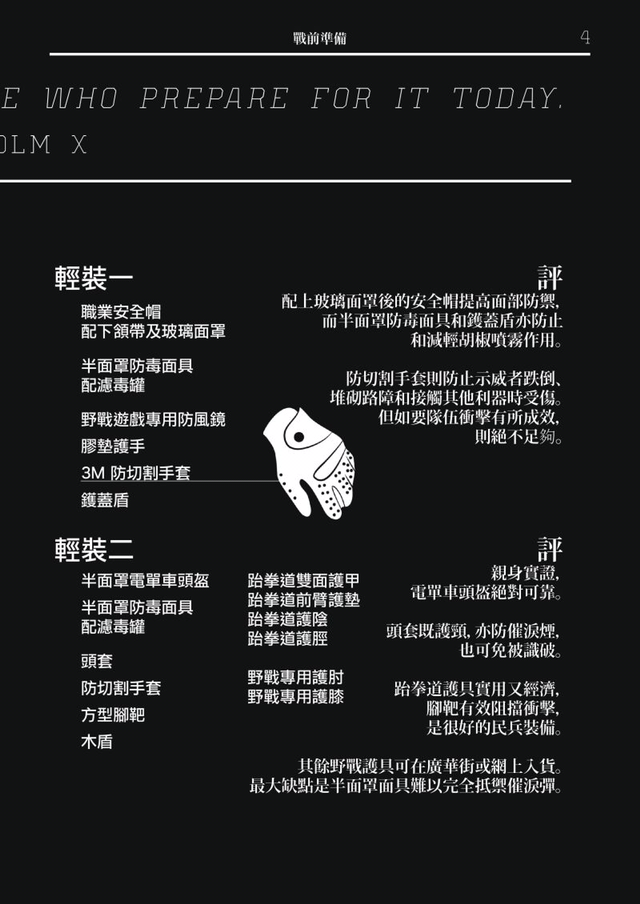 戰前準備
4
E WHO PREPARE FOR IT TODAY.
OLM X
輕裝一
職業安全帽
配下頷帶及玻璃面罩
半面罩防毒面具
配濾毒罐
野戰遊戲專用防風鏡
膠墊護手
3M 防切割手套
鑊蓋盾
評
配上玻璃面罩後的安全帽提高面部防禦,
而半面罩防毒面具和鑊蓋盾亦防止
和減輕胡椒噴霧作用。
防切割手套則防止示威者跌倒、
堆砌路障和接觸其他利器時受傷。
但如要隊伍衝擊有所成效,
則絕不足夠。
輕裝二
半面罩電單車頭盔
半面罩防毒面具
配濾毒罐
頭套
防切割手套
方型腳靶
木盾
跆拳道雙面護甲
跆拳道前臂護墊
跆拳道護陰
跆拳道護脛
野戰專用護肘
野戰專用護膝
評
親身實證,
電單車頭盔絕對可靠。
頭套既護頸, 亦防催淚煙,
也可免被識破。
跆拳道護具實用又經濟,
腳靶有效阻擋衝擊,
是很好的民兵裝備。
其餘野戰護具可在廣華街或網上入貨。
最大缺點是半面罩面具難以完全抵禦催淚彈。